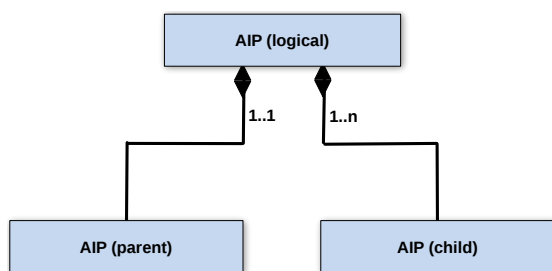 AIP (logical)
1..1
1..n
AIP (parent)
AIP (child)